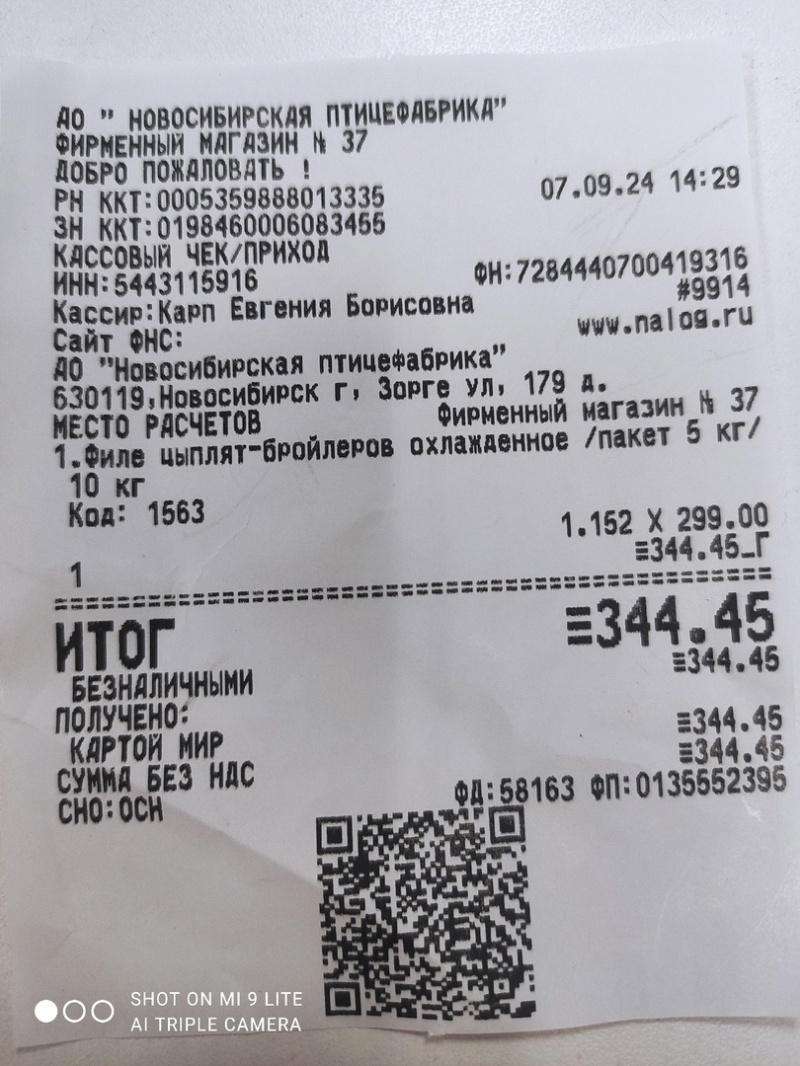 АО " НОВОСИБИРСКАЯ ПТИЦЕФАБРИКА"
ФИРМЕННЫЙ МАГАЗИН № 37
ДОБРО ПОЖАЛОВАТЬ !
РН ККТ:0005359888013335 07.09.24 14:29
ЗН ККТ:01984600060834​55
КАССОВЫЙ ЧЕК/ПРИХОД
ИНН:5443115916 ФН:7284440700419316
Кассир:Карп Евгения Борисовна #9914
Сайт ФНС: www.nalog.ru
АО "Новосибирская птицефабрика"
630119,Новосибирск г, Зорге ул, 179 д.
МЕСТО РАСЧЕТОВ Фирменный магазин № 37
1.Филе цыплят-бройлеров охлажденное /пакет 5 кг/
10 кг
Код: 1563
1.152 X 299.00
≡344.45_Г
1
ИТОГ ≡344.45
БЕЗНАЛИЧНЫМИ ≡344.45
ПОЛУЧЕНО:
КАРТОЙ МИР ≡344.45
СУММА БЕЗ НДС ≡344.45
СНО:ОСН ФД:58163 ФП:0135552395
SHOT ON MI 9 LITE
AI TRIPLE CAMERA